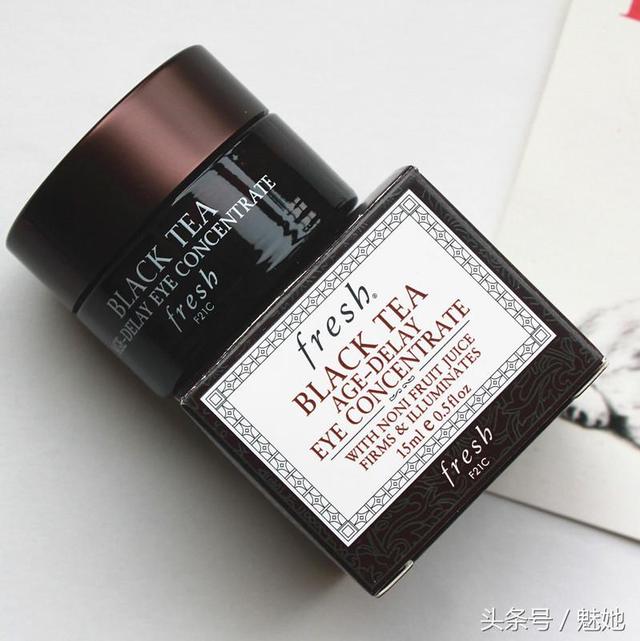 BLACK TEA
AGE-DELAY EYE CONCENTRATE
fresh
F21C
fresh®
BLACK TEA
AGE-DELAY
EYE CONCENTRATE
WITH NONI FRUIT JUICE
FIRMS & ILLUMINATES
15ml e 0.5fl.oz
fresh
F21C
头条号 / 魅她